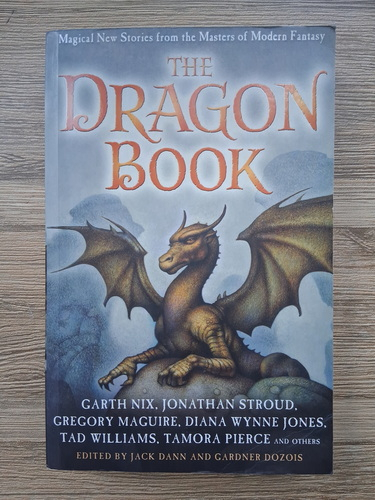 Magical New Stories from the Masters of Modern Fantasy
THE
DRAGON
BOOK
GARTH NIX, JONATHAN STROUD,
GREGORY MAGUIRE, DIANA WYNNE JONES,
TAD WILLIAMS, TAMORA PIERCE AND OTHERS
EDITED BY JACK DANN AND GARDNER DOZOIS